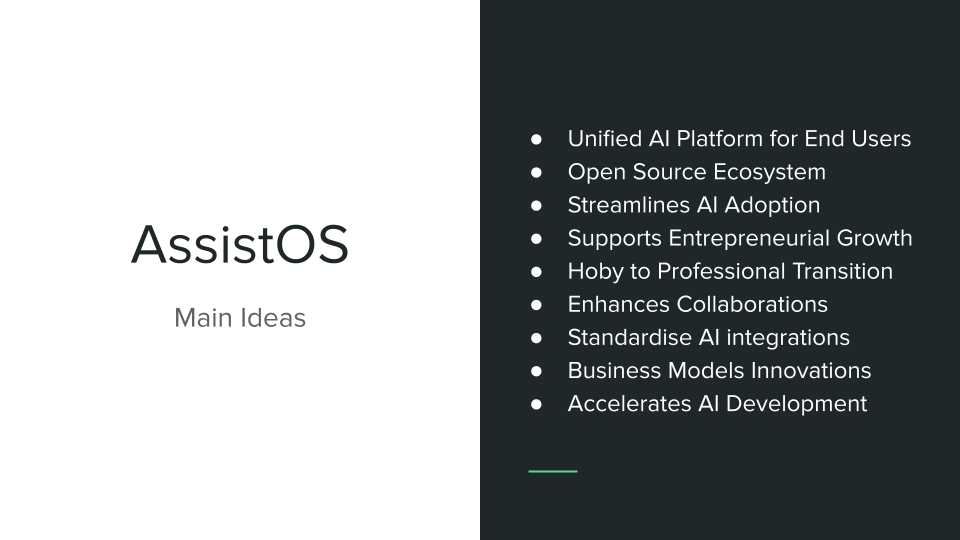 AssistOS
Main Ideas
● Unified AI Platform for End Users
● Open Source Ecosystem
● Streamlines AI Adoption
● Supports Entrepreneurial Growth
● Hoby to Professional Transition
● Enhances Collaborations
● Standardise AI integrations
● Business Models Innovations
● Accelerates AI Development